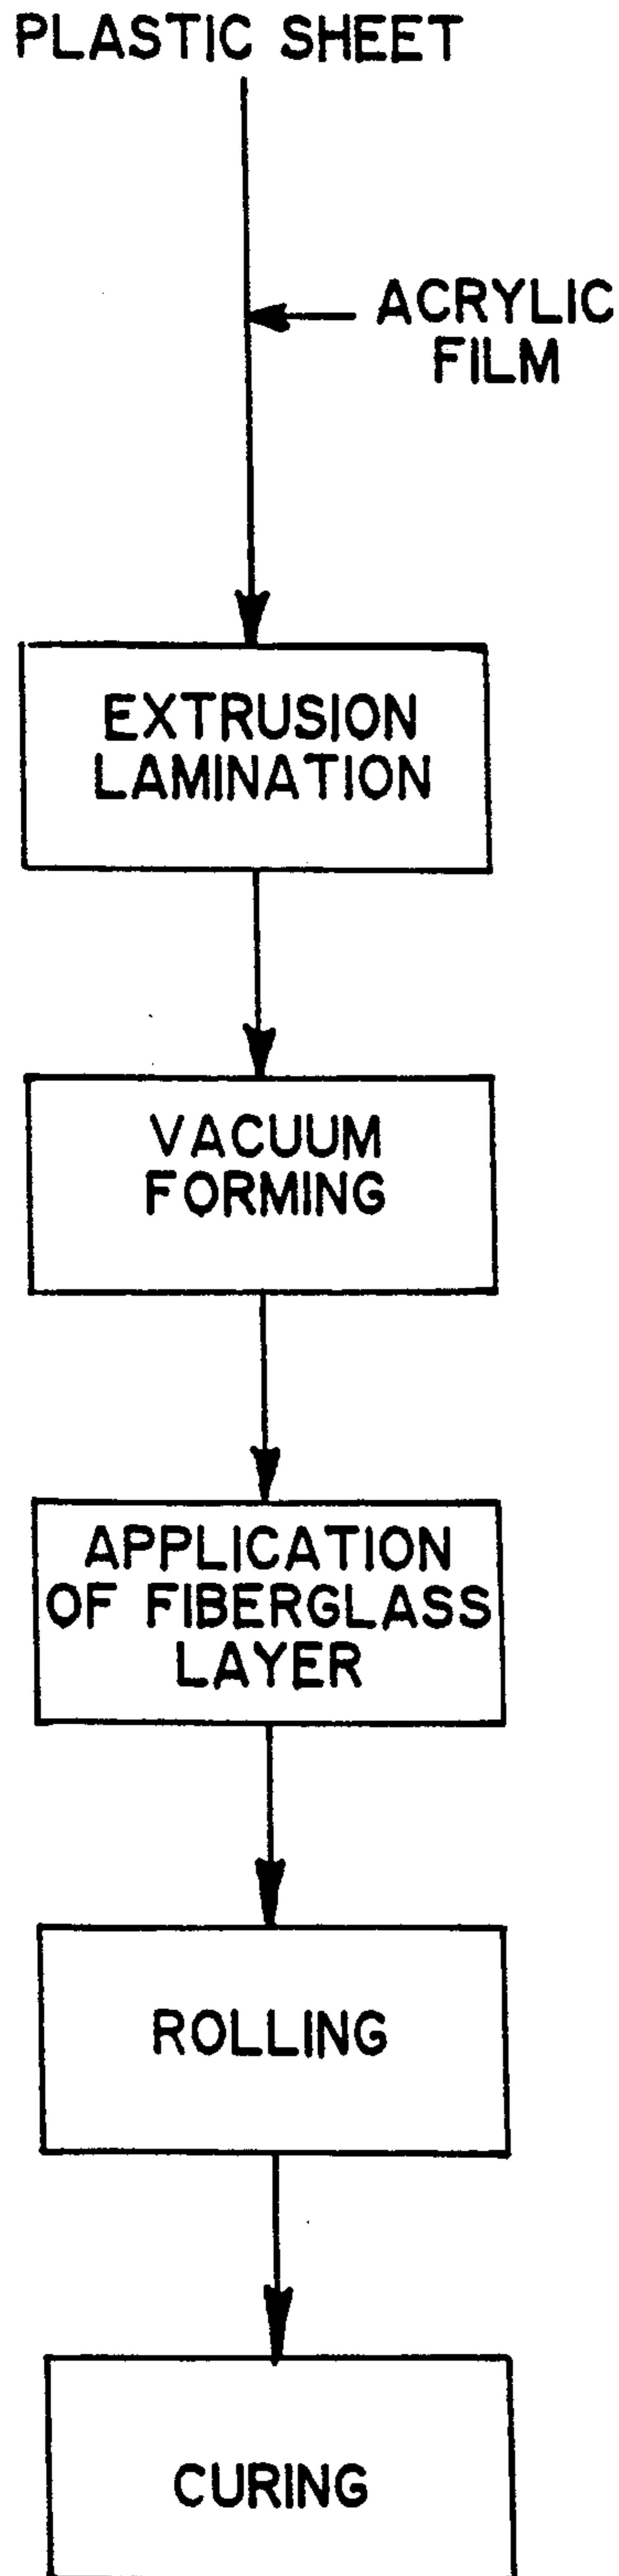 PLASTIC SHEET
ACRYLIC
FILM
EXTRUSION
LAMINATION
VACUUM
FORMING
APPLICATION
OF FIBERGLASS
LAYER
ROLLING
CURING